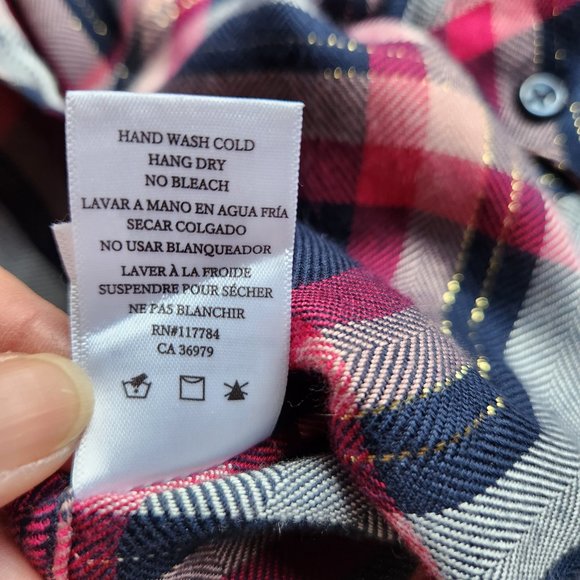 HAND WASH COLD
HANG DRY
NO BLEACH
LAVAR A MANO EN AGUA FRÍA
SECAR COLGADO
NO USAR BLANQUEADOR
LAVER À LA FROIDE
SUSPENDRE POUR SÉCHER
NE PAS BLANCHIR
RN#117784
CA 36979